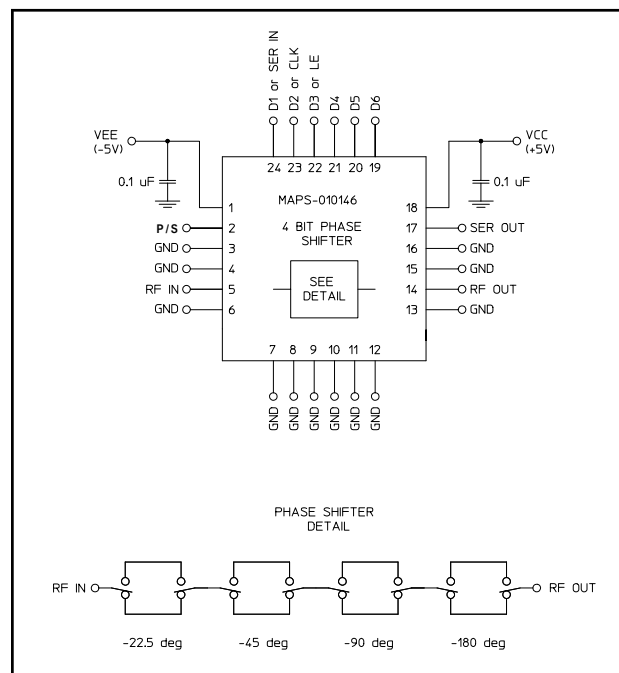 D1 or SER IN
D2 or CLK
D3 or LE
D4
D5
D6
VEE
(-5V)
VCC
(+5V)
24 23 22 21 20 19
0.1 uF
MAPS-010146
0.1 uF
1
18
P/S 2
4 BIT PHASE
SHIFTER
17 SER OUT
GND 3
16 GND
GND 4
15 GND
SEE
DETAIL
RF IN 5
14 RF OUT
GND 6
13 GND
7 8 9 10 11 12
GND GND GND GND GND GND
PHASE SHIFTER
DETAIL
RF IN
RF OUT
-22.5 deg -45 deg -90 deg -180 deg